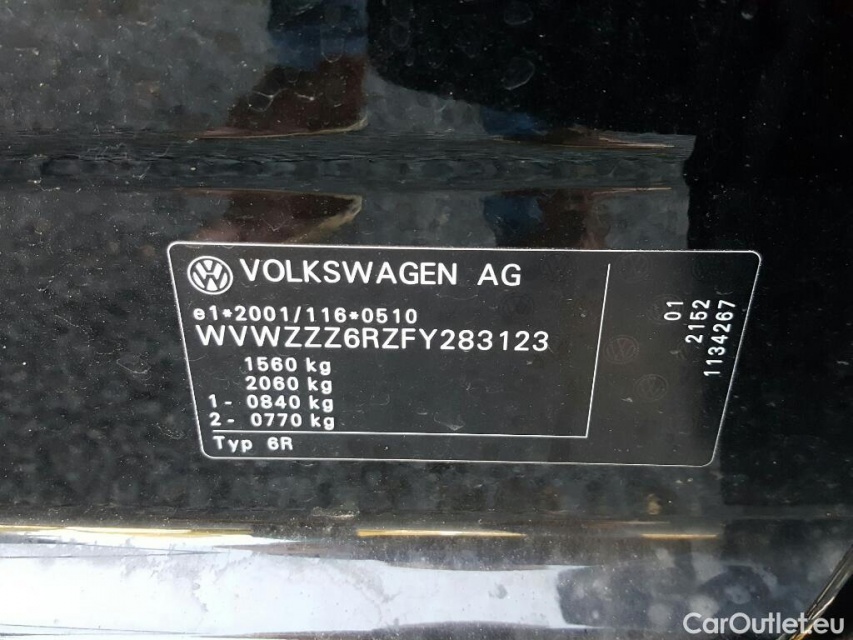 VOLKSWAGEN AG
e1*2001/116*0510
WVWZZZ6RZFY283123
1560 kg
2060 kg
1- 0840 kg
2- 0770 kg
Typ 6R
01
2152
1134267
CarOutlet.eu